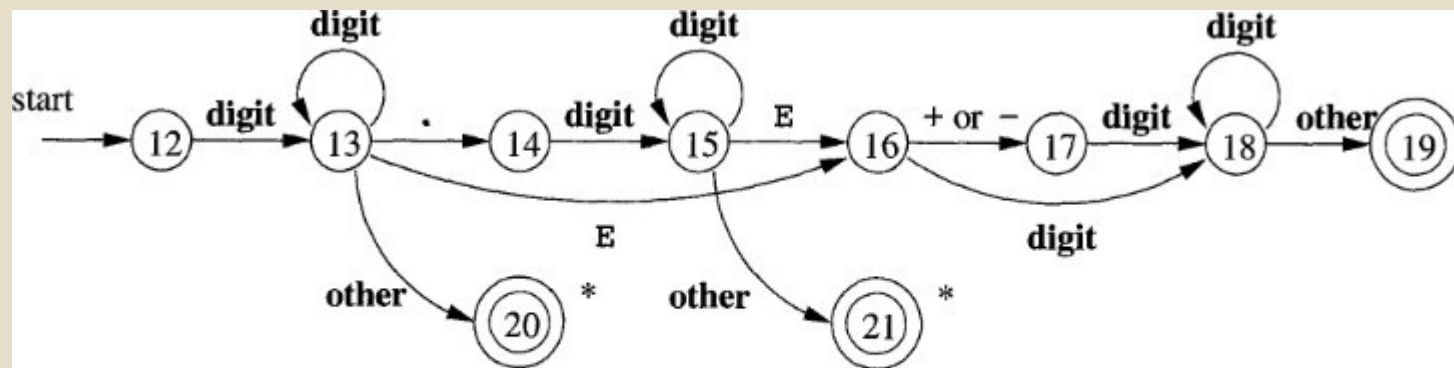 digit digit digit
start
digit . digit E + or - digit other
12 13 14 15 16 17 18 19
E digit
other * other *
20 21